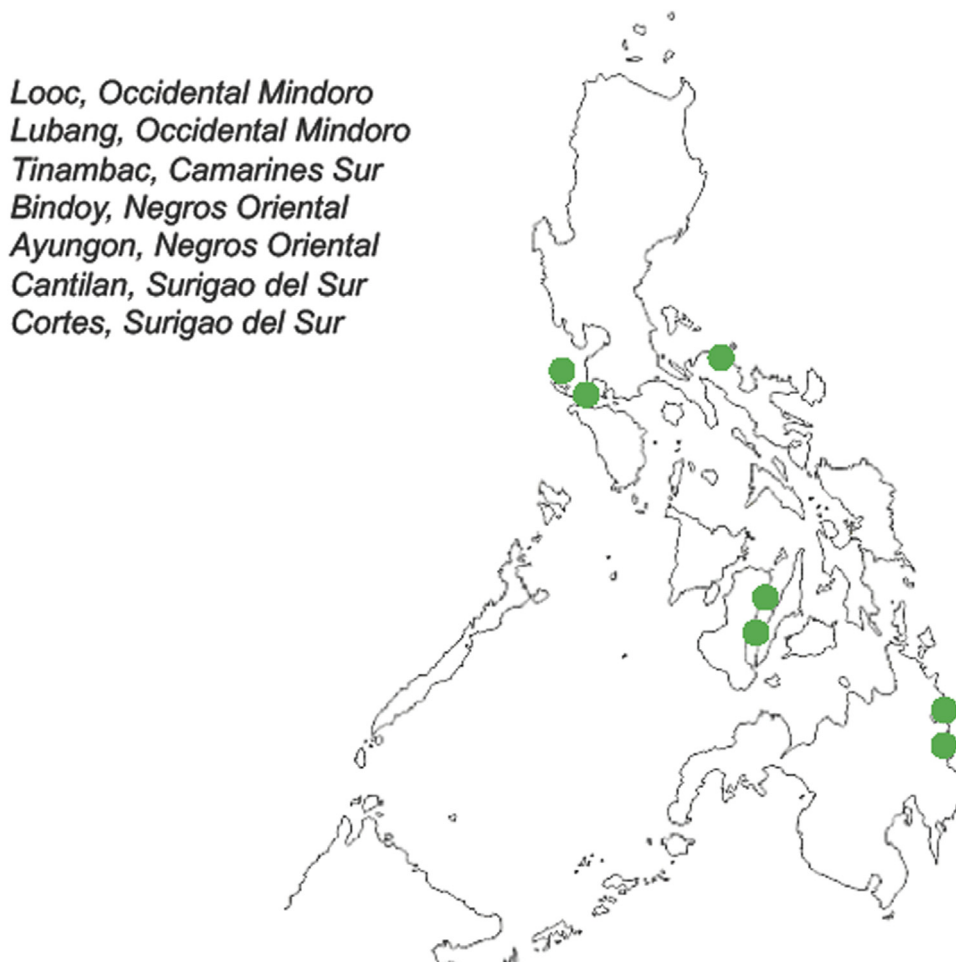 Looc, Occidental Mindoro
Lubang, Occidental Mindoro
Tinambac, Camarines Sur
Bindoy, Negros Oriental
Ayungon, Negros Oriental
Cantilan, Surigao del Sur
Cortes, Surigao del Sur